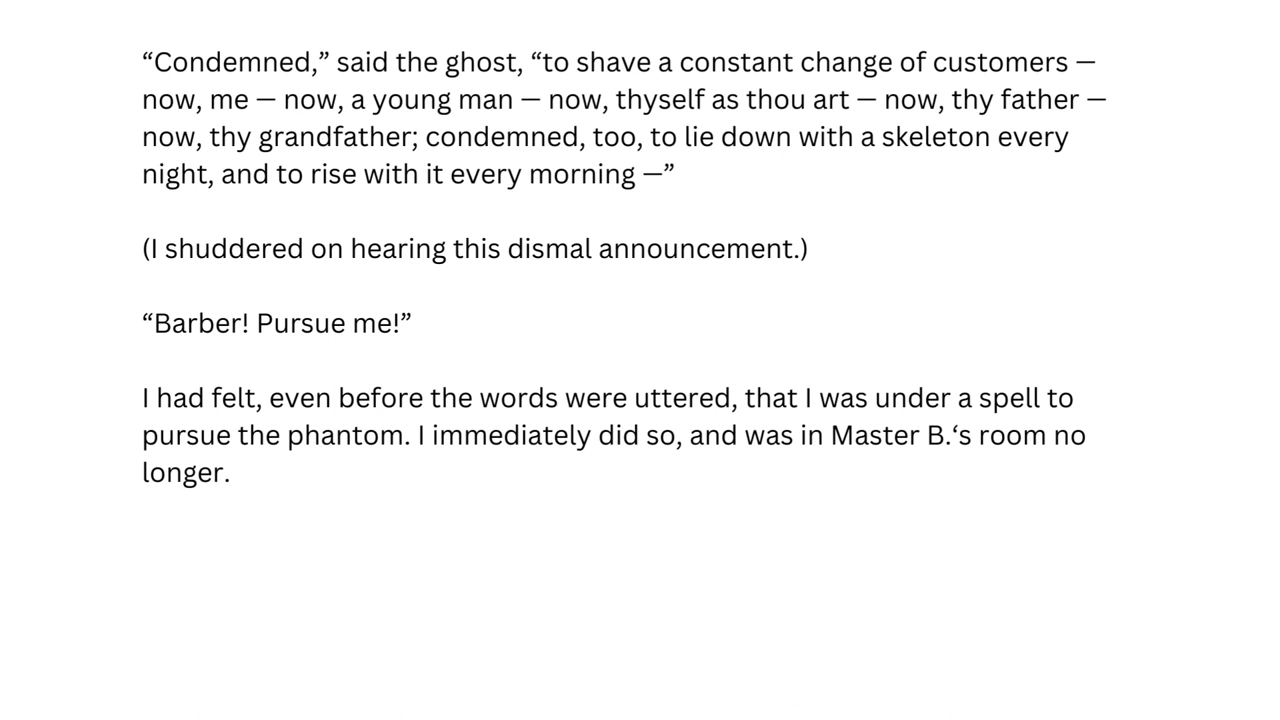 “Condemned,” said the ghost, “to shave a constant change of customers —
now, me — now, a young man — now, thyself as thou art — now, thy father —
now, thy grandfather; condemned, too, to lie down with a skeleton every
night, and to rise with it every morning —”
(I shuddered on hearing this dismal announcement.)
“Barber! Pursue me!”
I had felt, even before the words were uttered, that I was under a spell to
pursue the phantom. I immediately did so, and was in Master B.‘s room no
longer.